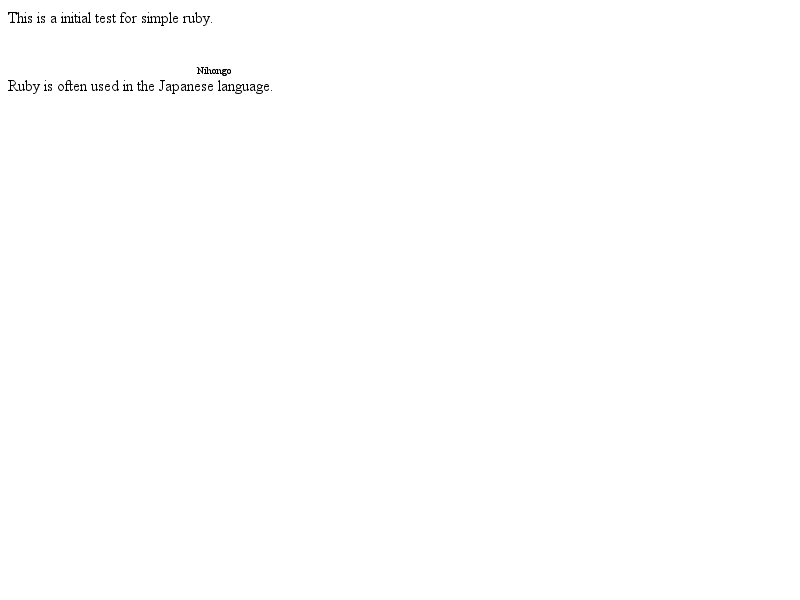 This is a initial test for simple ruby.
Nihongo
Ruby is often used in the Japanese language.